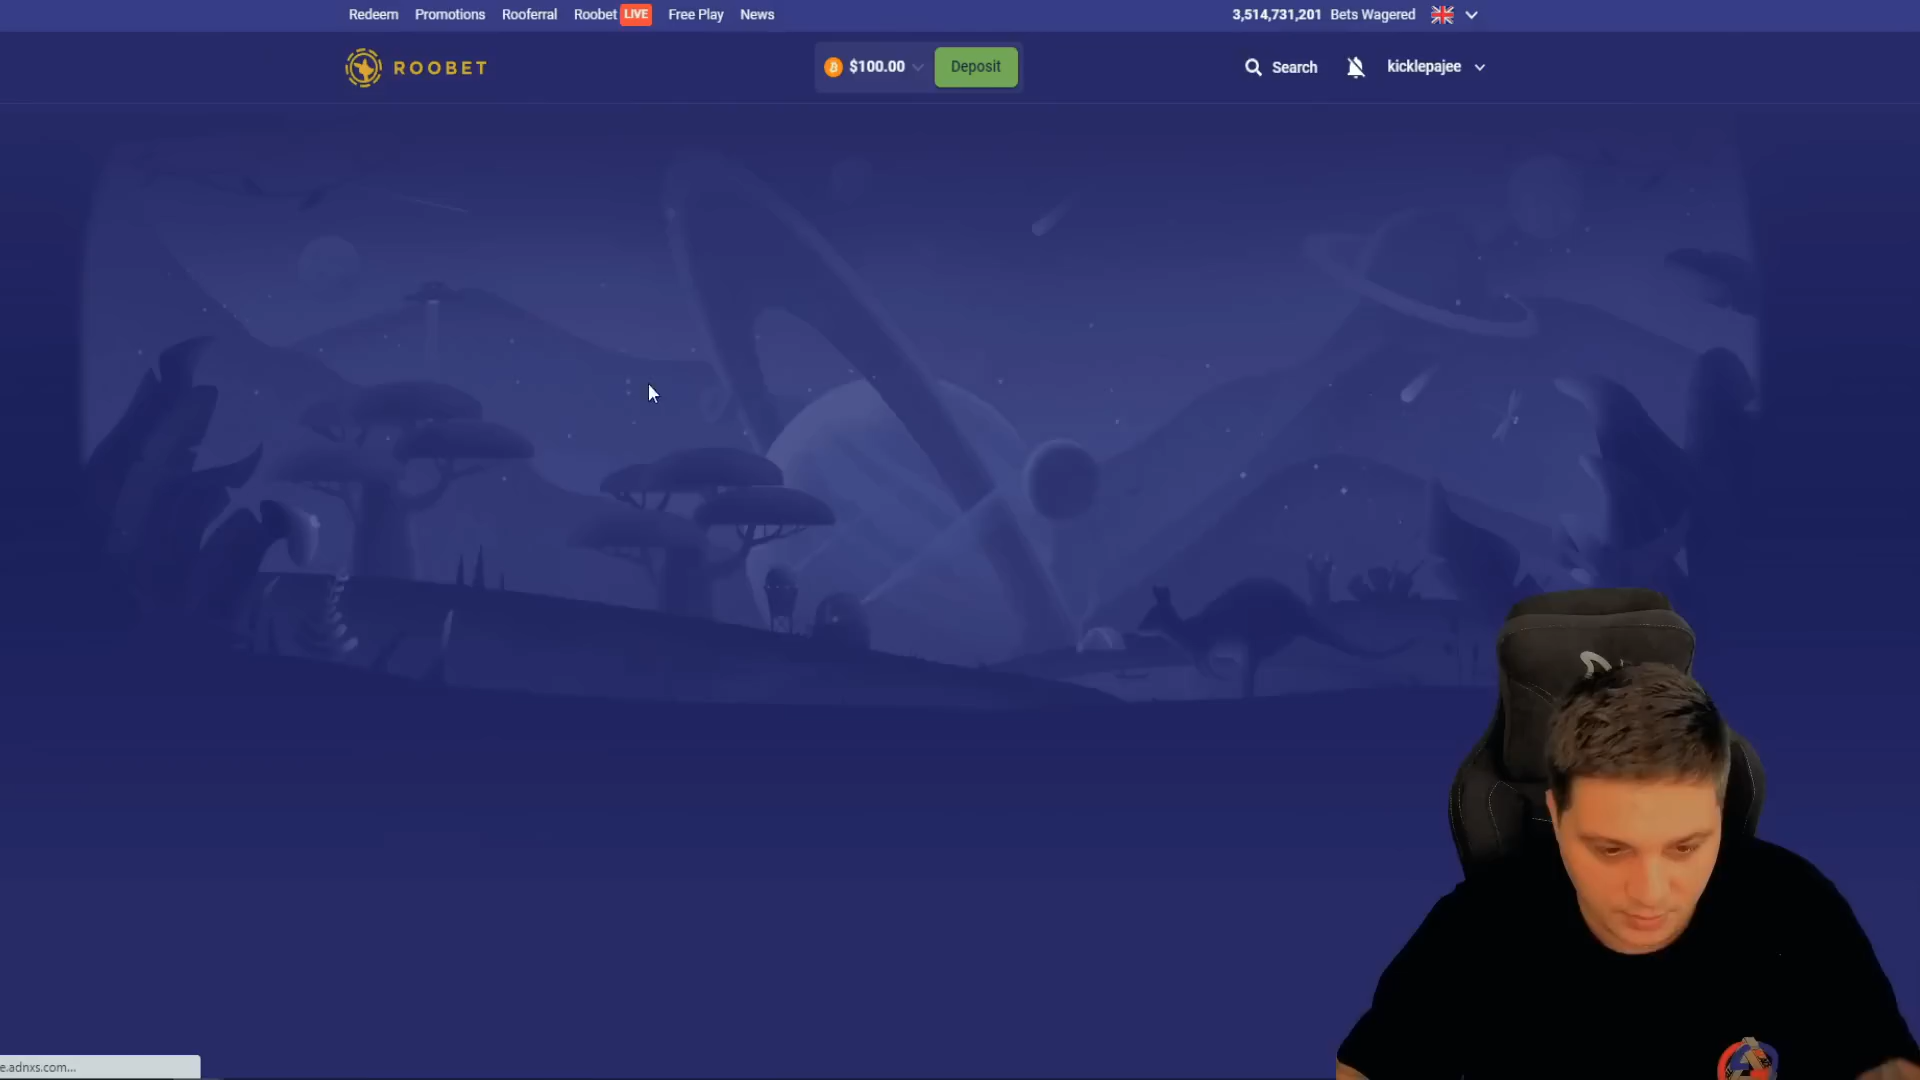 Redeem Promotions Rooferral Roobet LIVE Free Play News
3,514,731,201 Bets Wagered
ROOBET
$100.00 Deposit
Search kicklepajee
e.adnxs.com...